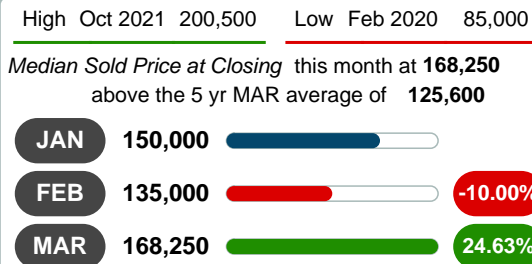 High Oct 2021 200,500 Low Feb 2020 85,000
Median Sold Price at Closing this month at 168,250
above the 5 yr MAR average of 125,600
JAN 150,000
FEB 135,000 -10.00%
MAR 168,250 24.63%